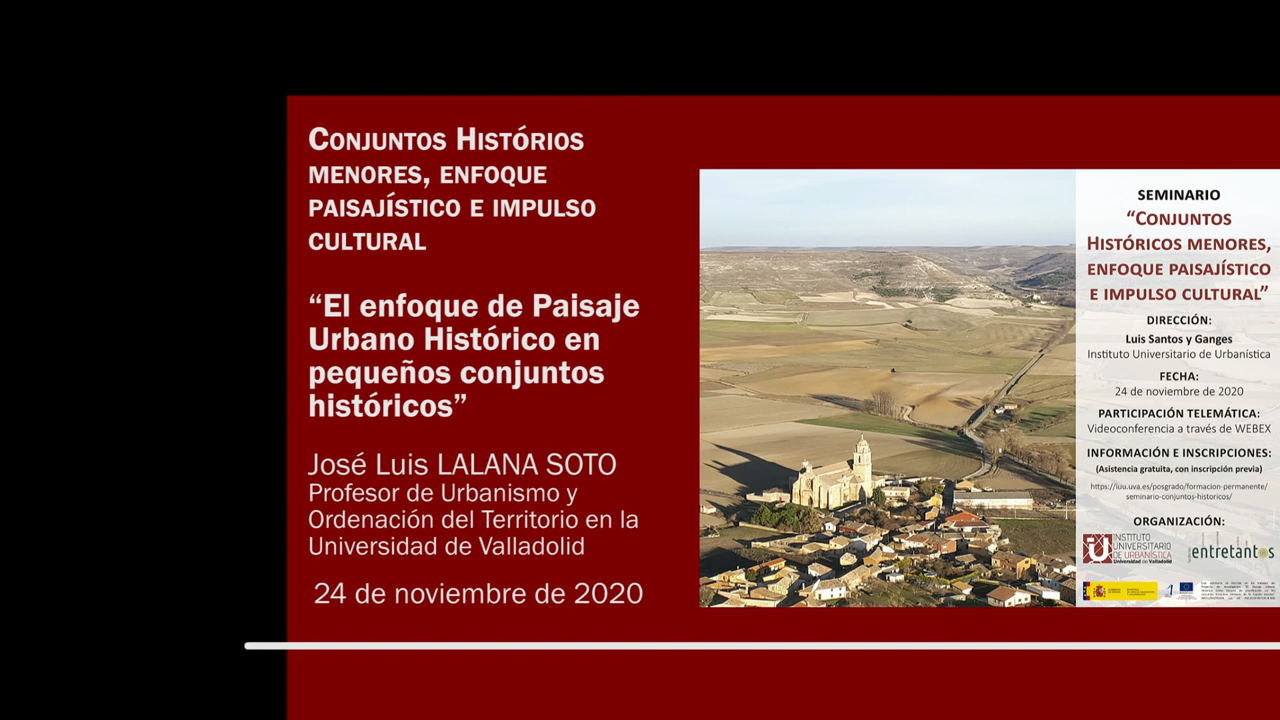 Conjuntos Histórios
menores, enfoque
paisajístico e impulso
cultural
“El enfoque de Paisaje
Urbano Histórico en
pequeños conjuntos
históricos”
José Luis LALANA SOTO
Profesor de Urbanismo y
Ordenación del Territorio en la
Universidad de Valladolid
24 de noviembre de 2020
SEMINARIO
“Conjuntos
Históricos menores,
enfoque paisajístico
e impulso cultural”
DIRECCIÓN:
Luis Santos y Ganges
Instituto Universitario de Urbanística
FECHA:
24 de noviembre de 2020
PARTICIPACIÓN TELEMÁTICA:
Videoconferencia a través de WEBEX
INFORMACIÓN E INSCRIPCIONES:
(Asistencia gratuita, con inscripción previa)
https://iuu.uva.es/posgrado/formacion-permanente/
seminario-conjuntos-historicos/
ORGANIZACIÓN:
INSTITUTO
UNIVERSITARIO
DE URBANÍSTICA
Universidad de Valladolid
entretantos